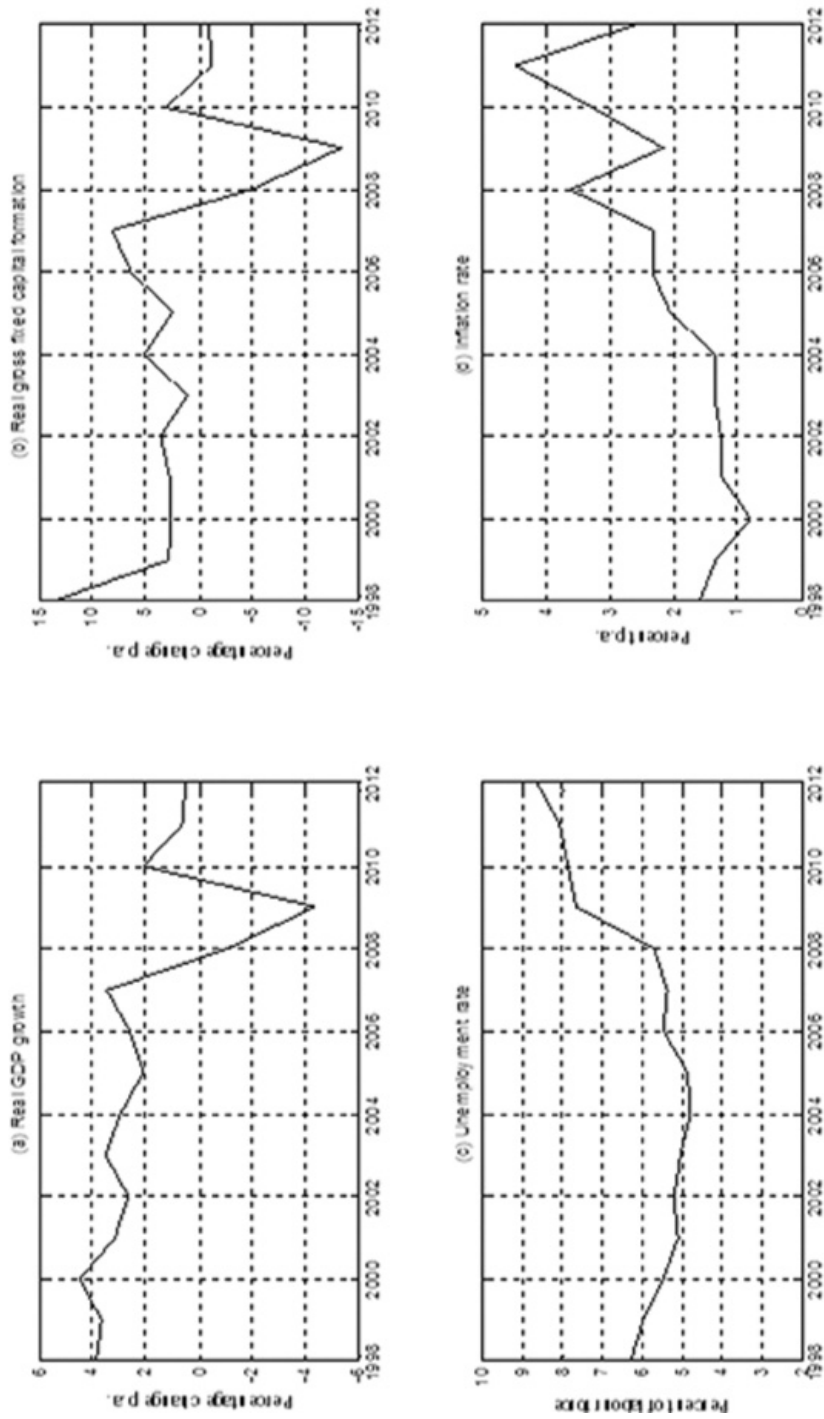 (a) Real GDP growth
Percentage change p.a.
6
4
2
0
-2
-4
-6
1998 2000 2002 2004 2006 2008 2010 2012
(b) Real gross fixed capital formation
Percentage change p.a.
15
10
5
0
-5
-10
-15
1998 2000 2002 2004 2006 2008 2010 2012
(c) Unemployment rate
Percent of labour force
10
9
8
7
6
5
4
3
2
1998 2000 2002 2004 2006 2008 2010 2012
(d) Inflation rate
Percent p.a.
5
4
3
2
1
0
1998 2000 2002 2004 2006 2008 2010 2012